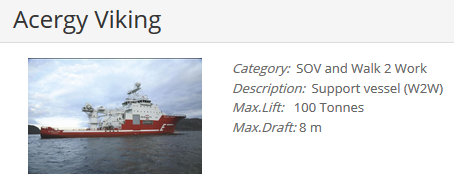 Acergy Viking
Category: SOV and Walk 2 Work
Description: Support vessel (W2W)
Max.Lift: 100 Tonnes
Max.Draft: 8 m